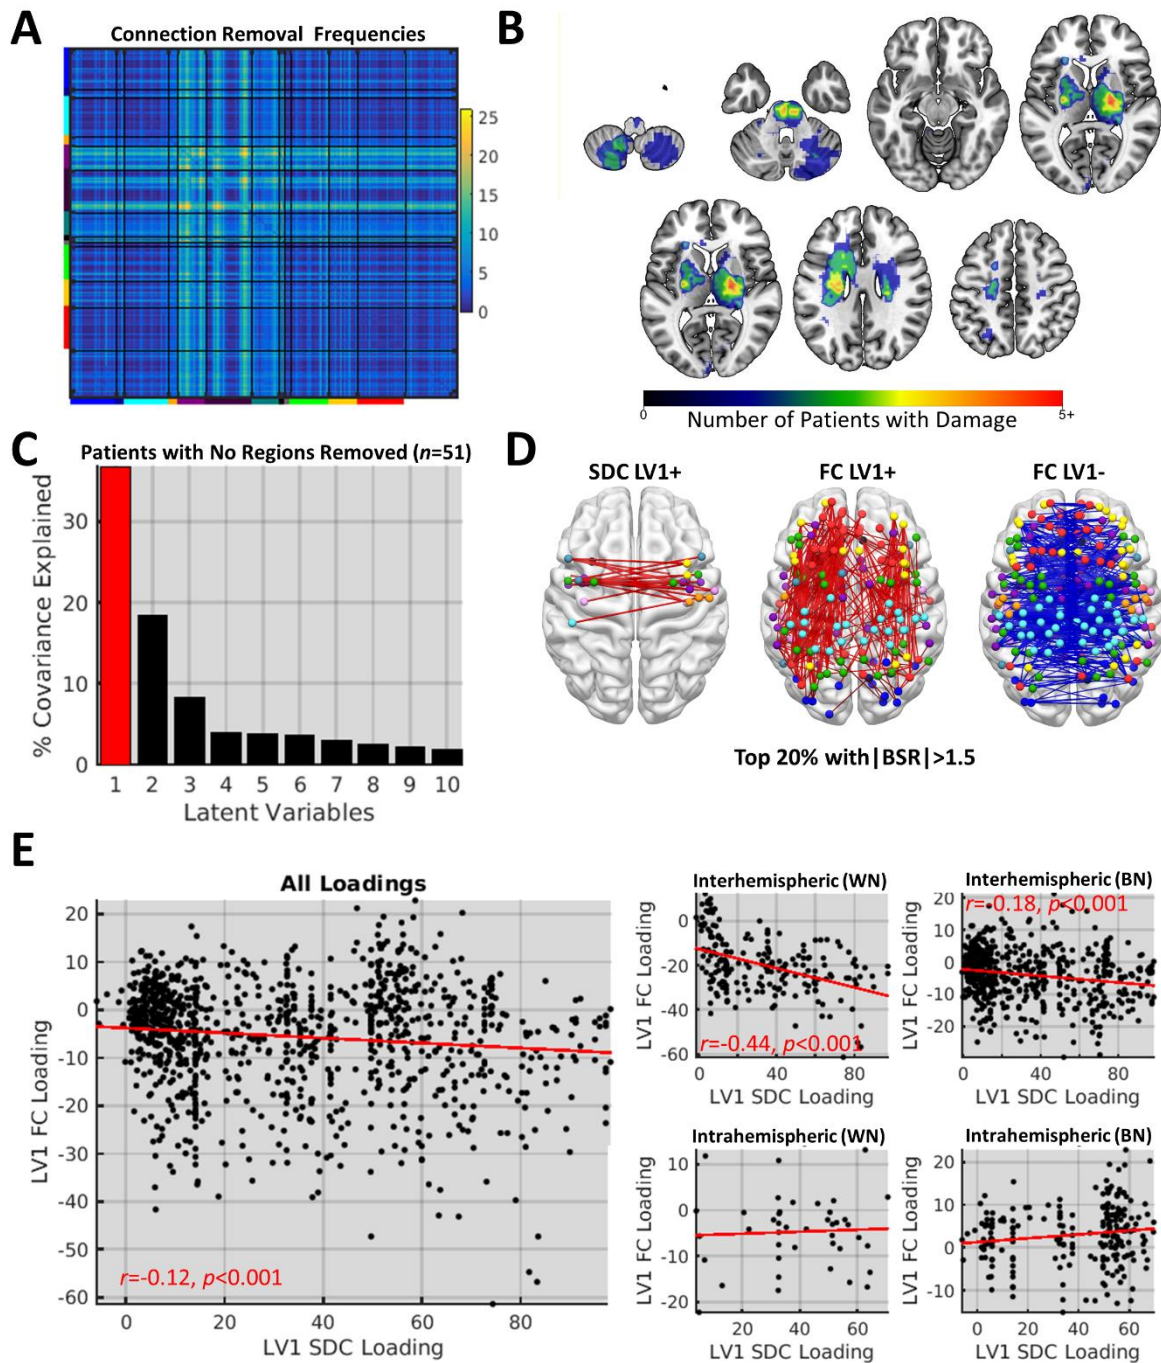 A
Connection Removal Frequencies
25
20
15
10
5
0
B
0
5+
Number of Patients with Damage
C
Patients with No Regions Removed (n=51)
% Covariance Explained
30
20
10
0
1 2 3 4 5 6 7 8 9 10
Latent Variables
D
SDC LV1+
FC LV1+
FC LV1-
Top 20% with|BSR|>1.5
E
All Loadings
LV1 FC Loading
20
10
0
-10
-20
-30
-40
-50
-60
r=-0.12, p<0.001
0 20 40 60 80
LV1 SDC Loading
Interhemispheric (WN)
LV1 FC Loading
0
-20
-40
-60
r=-0.44, p<0.001
0 20 40 60 80
LV1 SDC Loading
Interhemispheric (BN)
r=-0.18, p<0.001
LV1 FC Loading
20
10
0
-10
-20
0 20 40 60 80
LV1 SDC Loading
Intrahemispheric (WN)
LV1 FC Loading
10
0
-10
-20
20 40 60
LV1 SDC Loading
Intrahemispheric (BN)
LV1 FC Loading
20
10
0
-10
0 20 40 60
LV1 SDC Loading